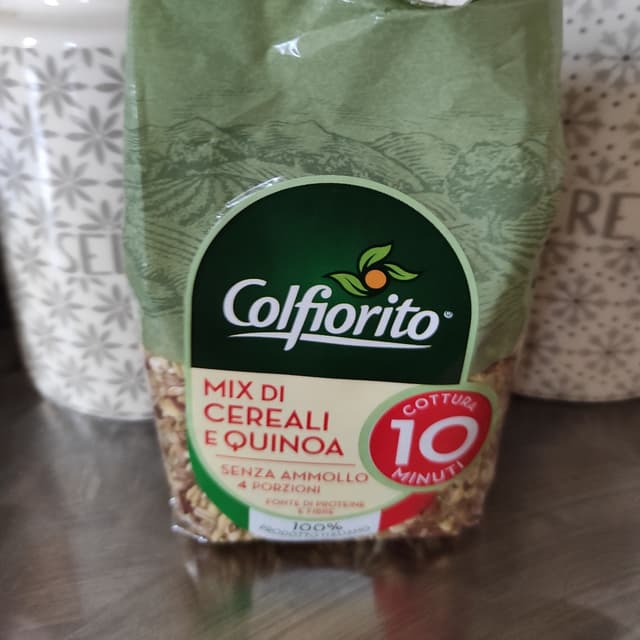 Colfiorito®
MIX DI
CEREALI
E QUINOA
COTTURA
10
MINUTI
SENZA AMMOLLO
4 PORZIONI
FONTE DI PROTEINE
E FIBRE
100%
PRODOTTO ITALIANO